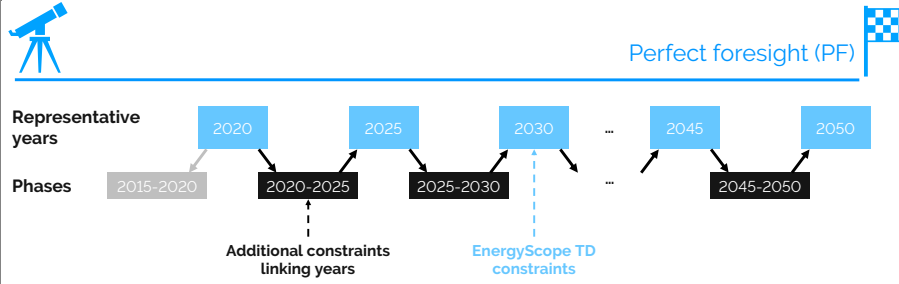 Perfect foresight (PF)
Representative
years
2020
2025
2030
...
2045
2050
Phases
2015-2020
2020-2025
2025-2030
...
2045-2050
Additional constraints
linking years
EnergyScope TD
constraints